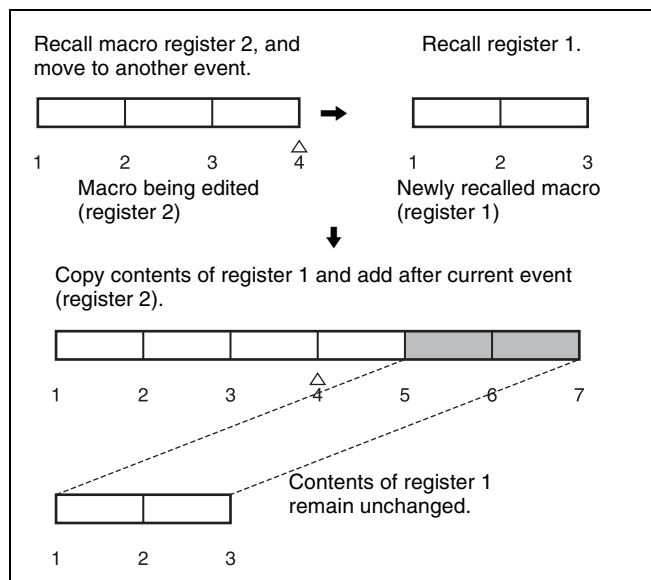 Recall macro register 2, and
move to another event.
Recall register 1.
1 2 3 4
1 2 3
Macro being edited
(register 2)
Newly recalled macro
(register 1)
Copy contents of register 1 and add after current event
(register 2).
1 2 3 4 5 6 7
Contents of register 1
remain unchanged.
1 2 3